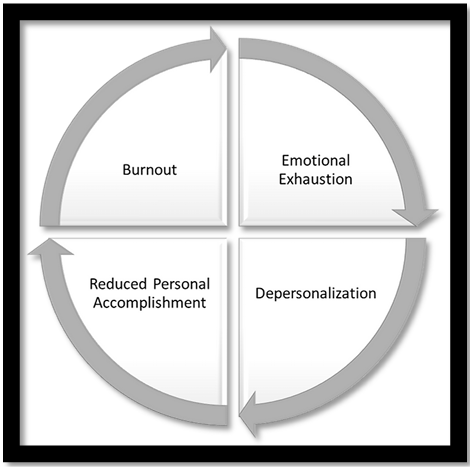 Burnout
Emotional
Exhaustion
Reduced Personal
Accomplishment
Depersonalization